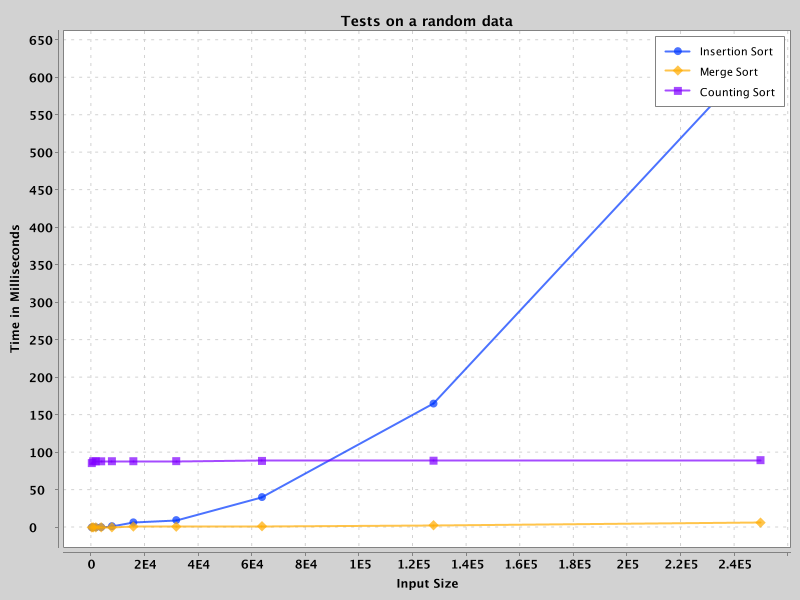 Tests on a random data
650
600
550
500
450
400
350
300
250
200
150
100
50
0
Time in Milliseconds
Insertion Sort
Merge Sort
Counting Sort
0 2E4 4E4 6E4 8E4 1E5 1.2E5 1.4E5 1.6E5 1.8E5 2E5 2.2E5 2.4E5
Input Size